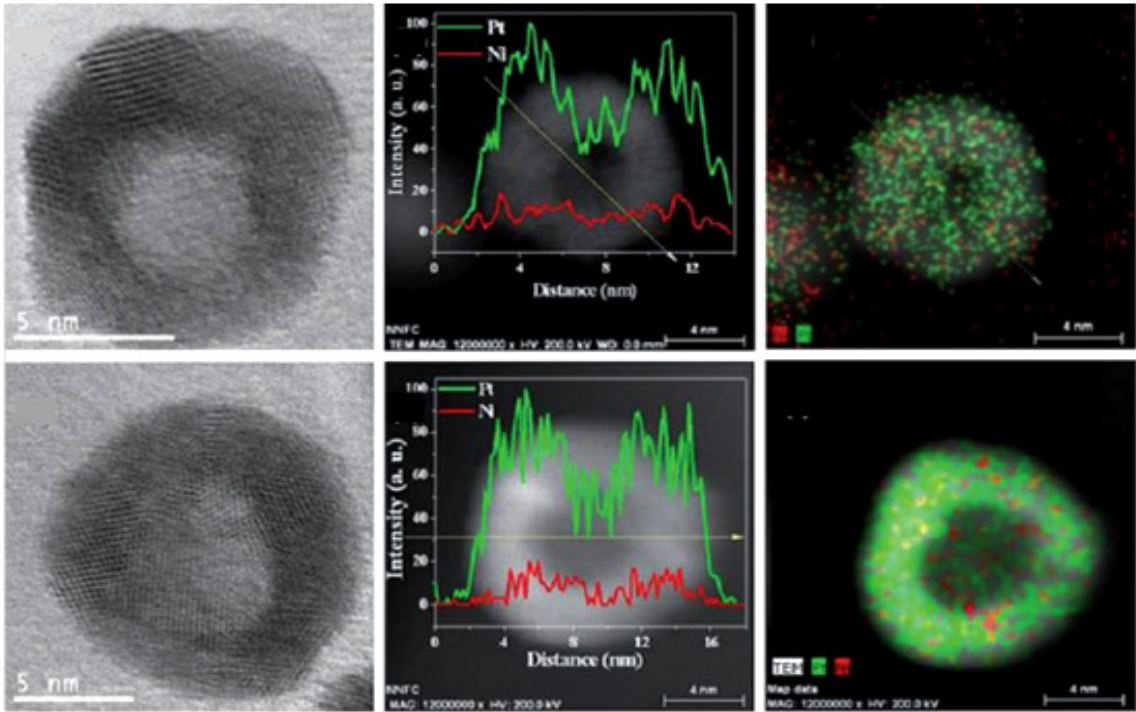 5 nm
100
80
60
40
20
0
Intensity (a. u.)
Pt
Ni
0 4 8 12
Distance (nm)
NNFC
TEM MAG: 12000000 x HV: 200.0 kV WD: 0.0 mm
4 nm
4 nm
5 nm
100
80
60
40
20
0
Intensity (a. u.)
Pt
N
0 4 8 12 16
Distance (nm)
NNFC
MAG: 12000000 x HV: 200.0 kV
4 nm
TEM
Map data
MAG: 12000000 x HV: 200.0 kV
4 nm